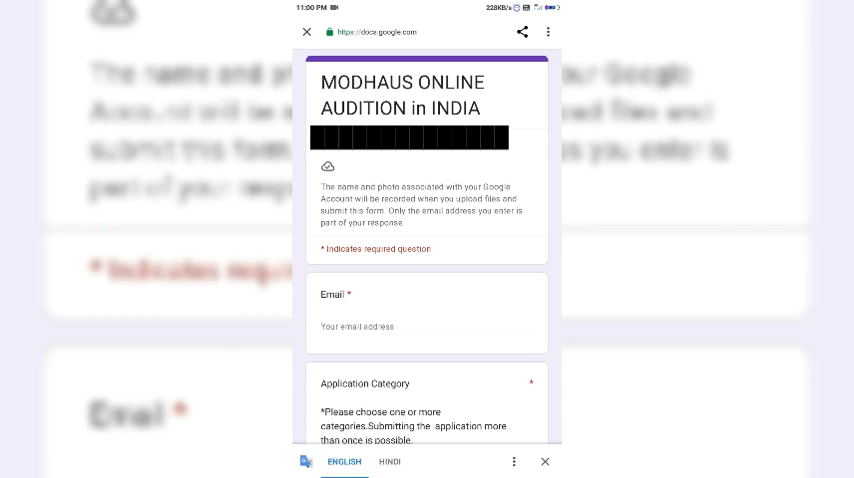 11:00 PM
228KB/s
https://docs.google.com
MODHAUS ONLINE
AUDITION in INDIA
The name and photo associated with your Google
Account will be recorded when you upload files and
submit this form. Only the email address you enter is
part of your response.
* Indicates required question
Email *
Your email address
Application Category *
*Please choose one or more
categories.Submitting the application more
than once is possible.
ENGLISH HINDI